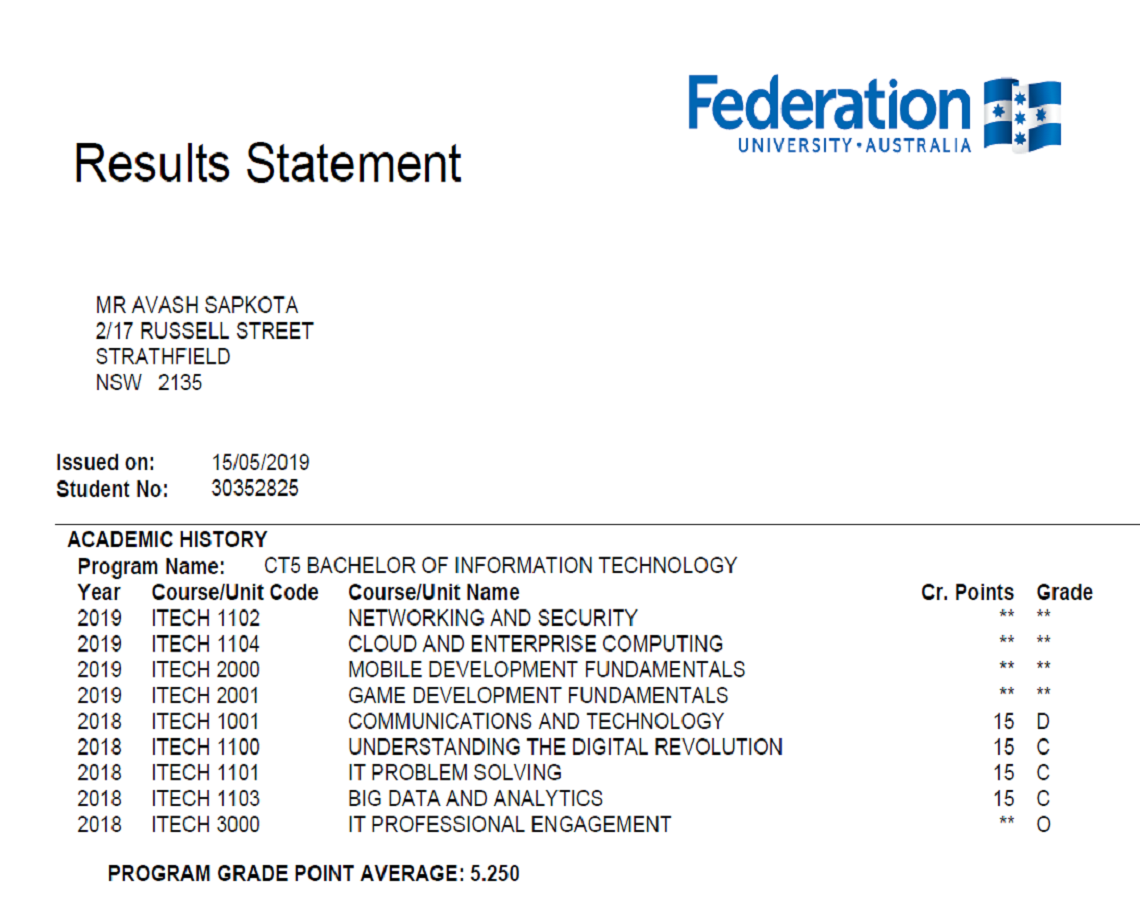 Federation
UNIVERSITY•AUSTRALIA
Results Statement
MR AVASH SAPKOTA
2/17 RUSSELL STREET
STRATHFIELD
NSW 2135
Issued on: 15/05/2019
Student No: 30352825
ACADEMIC HISTORY
Program Name: CT5 BACHELOR OF INFORMATION TECHNOLOGY
Year Course/Unit Code Course/Unit Name Cr. Points Grade
2019 ITECH 1102 NETWORKING AND SECURITY ** **
2019 ITECH 1104 CLOUD AND ENTERPRISE COMPUTING ** **
2019 ITECH 2000 MOBILE DEVELOPMENT FUNDAMENTALS ** **
2019 ITECH 2001 GAME DEVELOPMENT FUNDAMENTALS ** **
2018 ITECH 1001 COMMUNICATIONS AND TECHNOLOGY 15 D
2018 ITECH 1100 UNDERSTANDING THE DIGITAL REVOLUTION 15 C
2018 ITECH 1101 IT PROBLEM SOLVING 15 C
2018 ITECH 1103 BIG DATA AND ANALYTICS 15 C
2018 ITECH 3000 IT PROFESSIONAL ENGAGEMENT ** O
PROGRAM GRADE POINT AVERAGE: 5.250